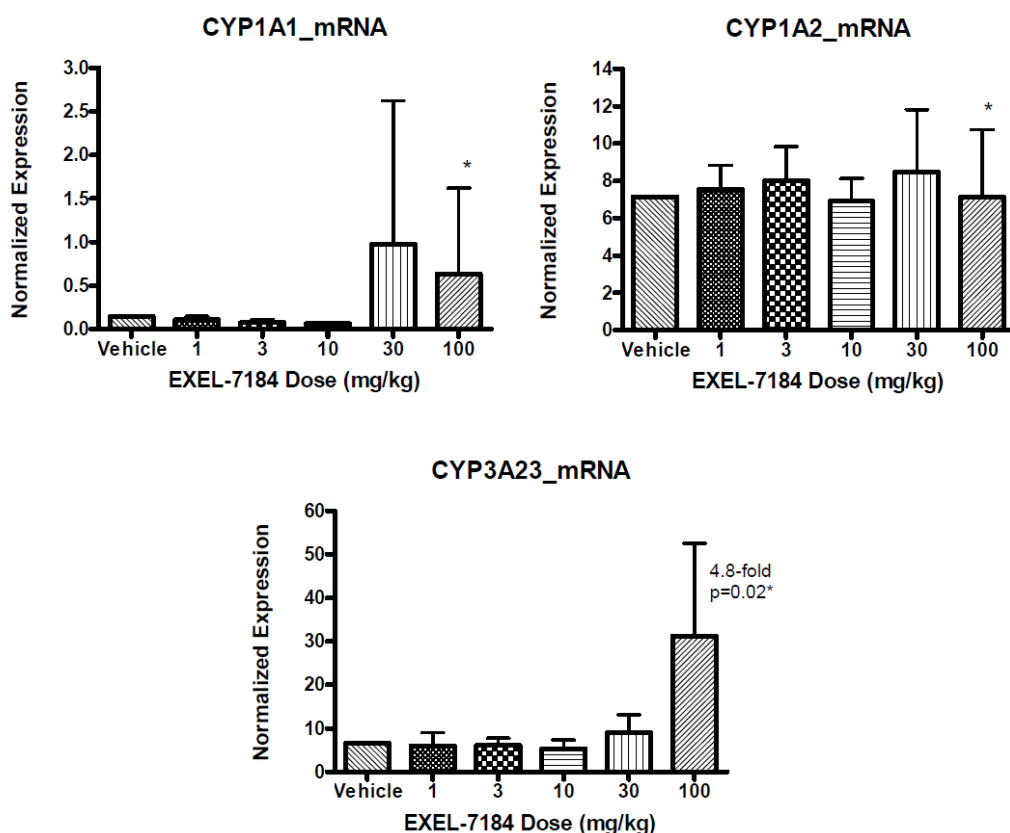 CYP1A1_mRNA
Normalized Expression
3.0
2.5
2.0
1.5
1.0
0.5
0.0
*
Vehicle 1 3 10 30 100
EXEL-7184 Dose (mg/kg)
CYP1A2_mRNA
Normalized Expression
14
12
10
8
6
4
2
0
*
Vehicle 1 3 10 30 100
EXEL-7184 Dose (mg/kg)
CYP3A23_mRNA
Normalized Expression
60
50
40
30
20
10
0
4.8-fold
p=0.02*
Vehicle 1 3 10 30 100
EXEL-7184 Dose (mg/kg)